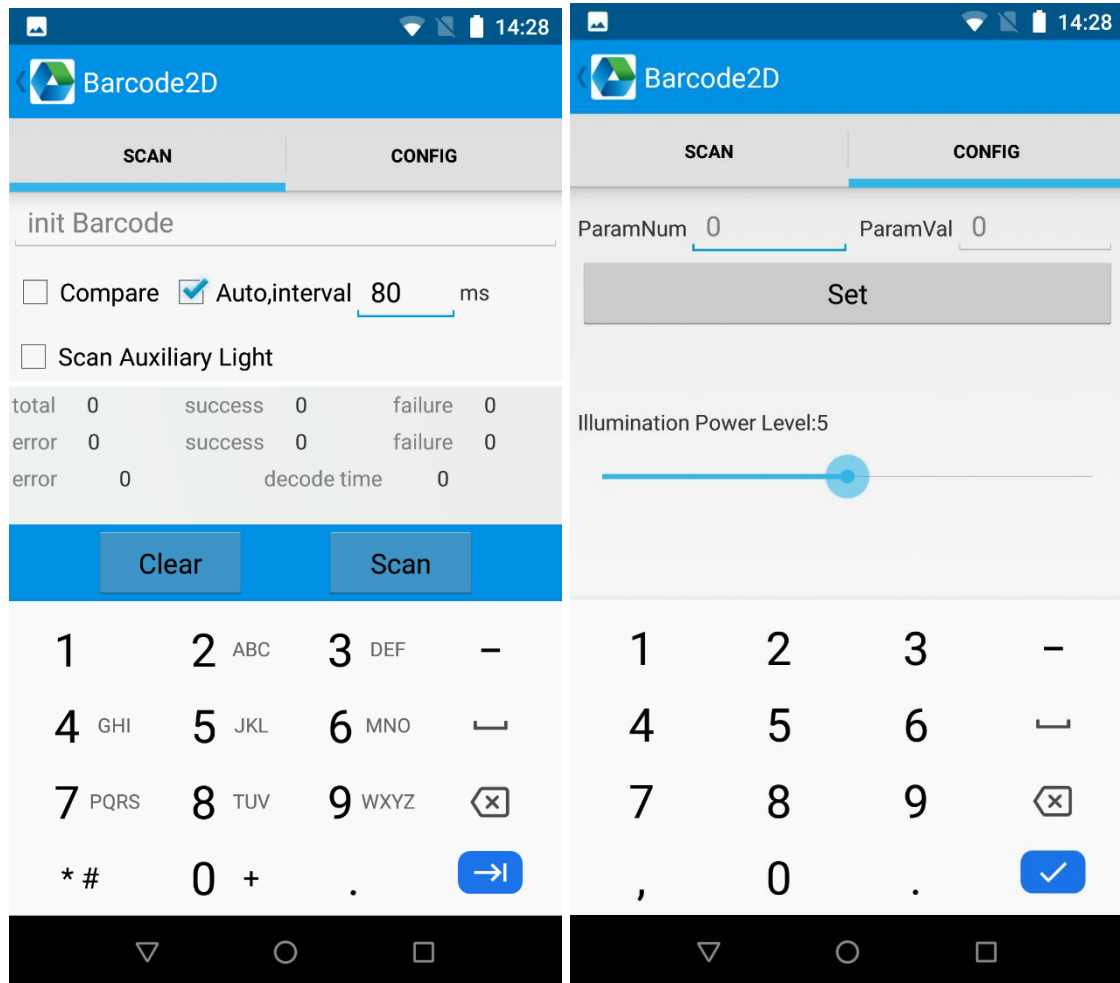 14:28
Barcode2D
SCAN CONFIG
init Barcode
Compare Auto,interval 80 ms
Scan Auxiliary Light
total 0 success 0 failure 0
error 0 success 0 failure 0
error 0 decode time 0
Clear Scan
1 2 ABC 3 DEF –
4 GHI 5 JKL 6 MNO
7 PQRS 8 TUV 9 WXYZ
* # 0 + .
14:28
Barcode2D
SCAN CONFIG
ParamNum 0 ParamVal 0
Set
Illumination Power Level:5
1 2 3 –
4 5 6
7 8 9
, 0 .